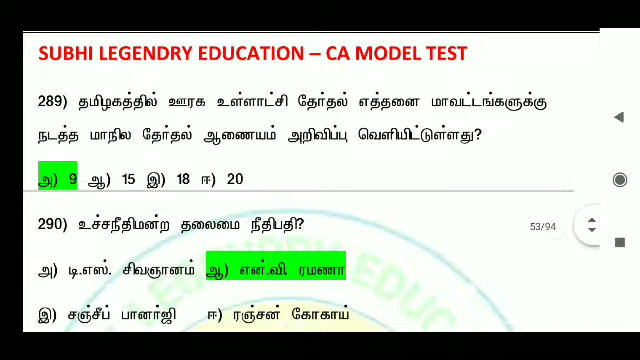 SUBHI LEGENDRY EDUCATION – CA MODEL TEST
289) தமிழகத்தில் ஊரக உள்ளாட்சி தேர்தல் எத்தனை மாவட்டங்களுக்கு
நடத்த மாநில தேர்தல் ஆணையம் அறிவிப்பு வெளியிட்டுள்ளது?
அ) 9 ஆ) 15 இ) 18 ஈ) 20
290) உச்சநீதிமன்ற தலைமை நீதிபதி?
53/94
அ) டி.எஸ். சிவஞானம் ஆ) என்.வி. ரமணா
இ) சஞ்சீப் பானர்ஜி ஈ) ரஞ்சன் கோகாய்